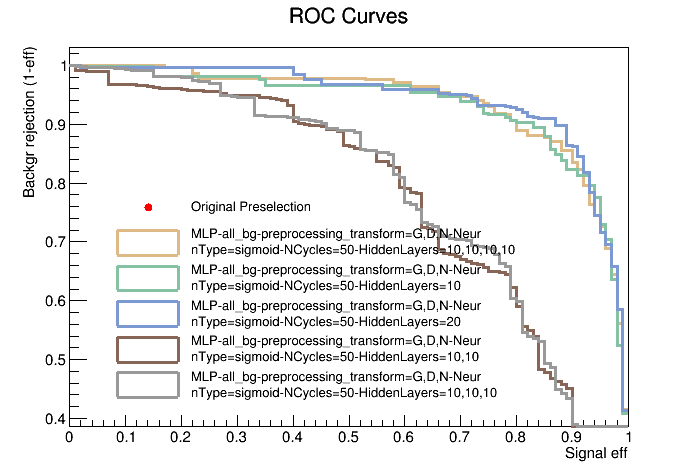 ROC Curves
Backgr rejection (1-eff)
1
0.9
0.8
0.7
0.6
0.5
0.4
Original Preselection
MLP-all_bg-preprocessing_transform=G,D,N-Neur
nType=sigmoid-NCycles=50-HiddenLayers=10,10,10,10
MLP-all_bg-preprocessing_transform=G,D,N-Neur
nType=sigmoid-NCycles=50-HiddenLayers=10
MLP-all_bg-preprocessing_transform=G,D,N-Neur
nType=sigmoid-NCycles=50-HiddenLayers=20
MLP-all_bg-preprocessing_transform=G,D,N-Neur
nType=sigmoid-NCycles=50-HiddenLayers=10,10
MLP-all_bg-preprocessing_transform=G,D,N-Neur
nType=sigmoid-NCycles=50-HiddenLayers=10,10,10
0 0.1 0.2 0.3 0.4 0.5 0.6 0.7 0.8 0.9 1
Signal eff